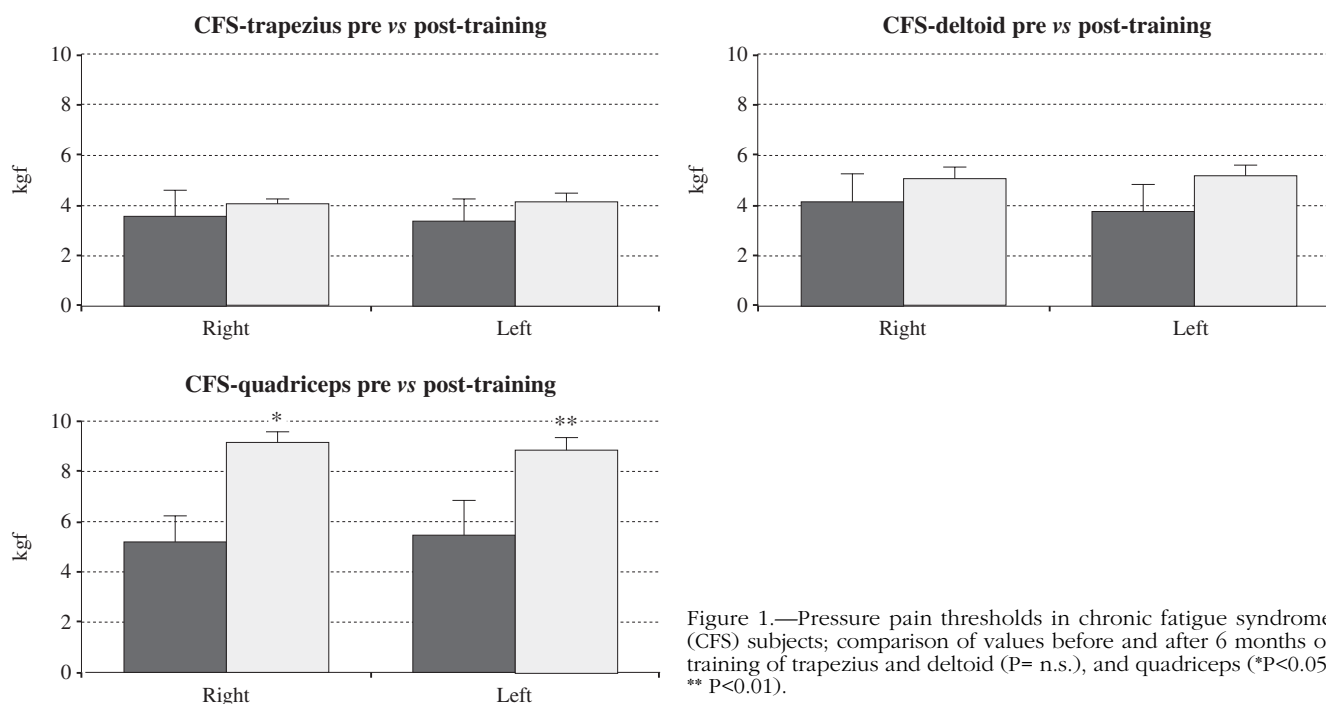 CFS-trapezius pre vs post-training
10
8
6
4
2
0
kgf
Right Left
CFS-deltoid pre vs post-training
10
8
6
4
2
0
kgf
Right Left
CFS-quadriceps pre vs post-training
10
8
6
4
2
0
kgf
* **
Right Left
Figure 1.—Pressure pain thresholds in chronic fatigue syndrome
(CFS) subjects; comparison of values before and after 6 months o
training of trapezius and deltoid (P= n.s.), and quadriceps (*P<0.05
** P<0.01).